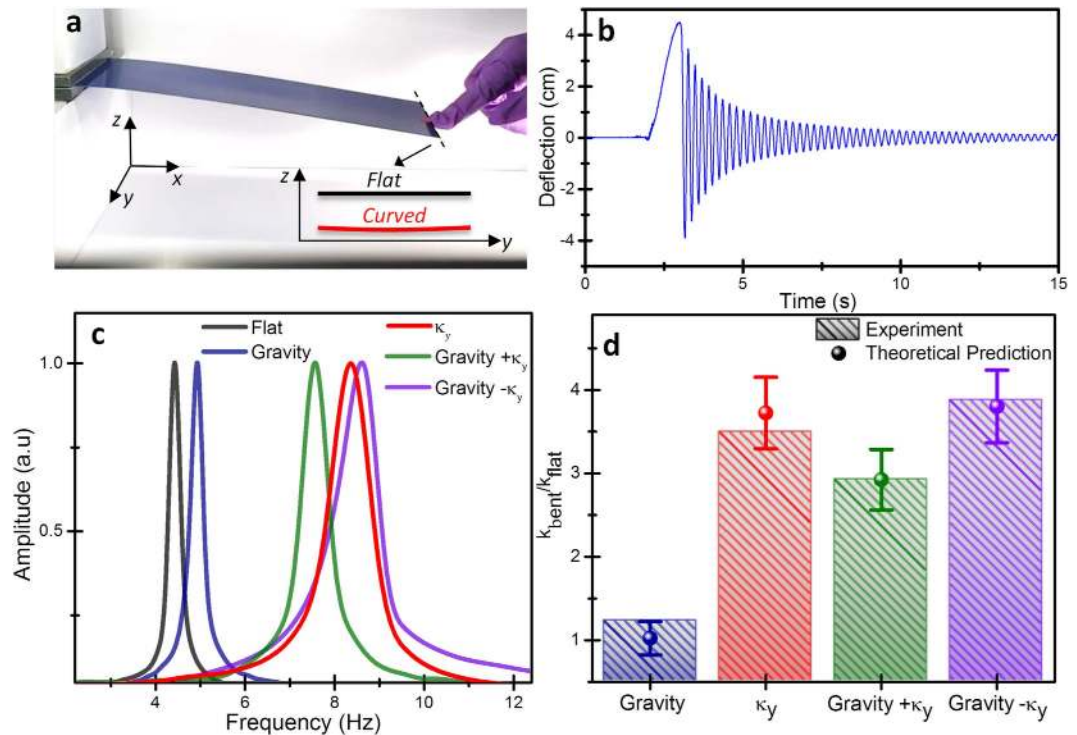 a
z
x
y
z
Flat
Curved
y
b
Deflection (cm)
4
2
0
-2
-4
0
5
10
15
Time (s)
c
Flat
Gravity
κy
Gravity +κy
Gravity -κy
1.0
0.5
Amplitude (a.u)
4
6
8
10
12
Frequency (Hz)
d
Experiment
Theoretical Prediction
kbent/kflat
4
3
2
1
Gravity
κy
Gravity +κy
Gravity -κy